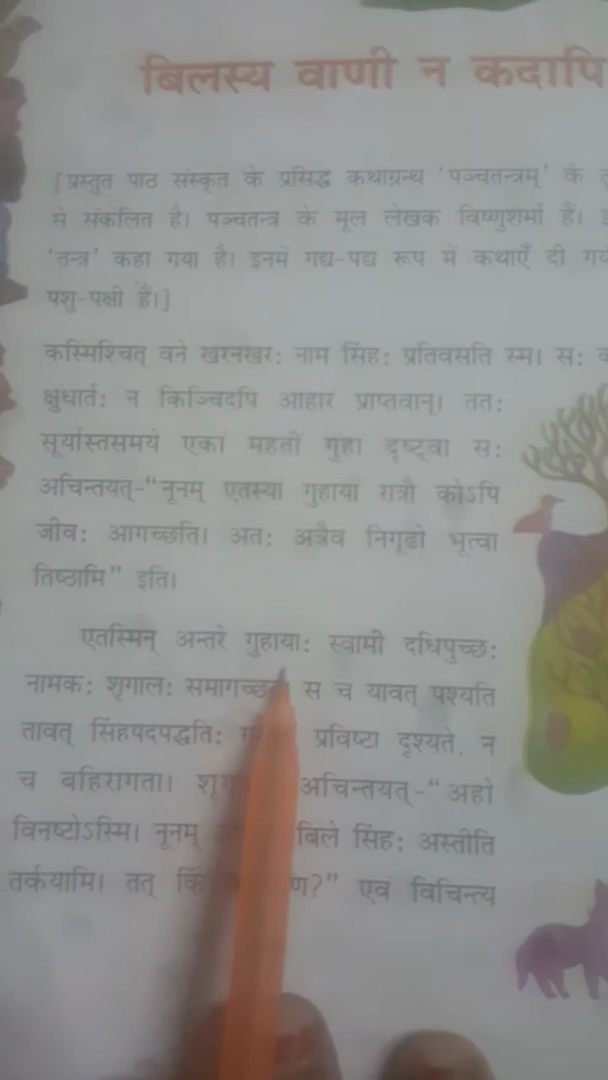 बिलस्य वाणी न कदापि
[प्रस्तुत पाठ संस्कृत के प्रसिद्ध कथाग्रन्थ 'पञ्चतन्त्रम्' के
से संकलित है। पञ्चतन्त्र के मूल लेखक विष्णुशर्मा हैं।
'तन्त्र' कहा गया है। इनमें गद्य-पद्य रूप में कथाएँ दी
पशु-पक्षी हैं।]
कस्मिंश्चित् वने खरनखरः नाम सिंहः प्रतिवसति स्म। सः
क्षुधार्तः न किञ्चिदपि आहारं प्राप्तवान्। ततः
सूर्यास्तसमये एकां महतीं गुहां दृष्ट्वा सः
अचिन्तयत्-"नूनम् एतस्यां गुहायां रात्रौ कोऽपि
जीवः आगच्छति। अतः अत्रैव निगूढो भूत्वा
तिष्ठामि" इति।
एतस्मिन् अन्तरे गुहायाः स्वामी दधिपुच्छः
नामकः शृगालः स च यावत् पश्यति
तावत् सिंहपदपद्धतिः प्रविष्टा दृश्यते, न
च बहिरागता। अचिन्तयत्-"अहो
विनष्टोऽस्मि। नूनम् बिले सिंहः अस्तीति
तर्कयामि। तत् किं एवं विचिन्त्य